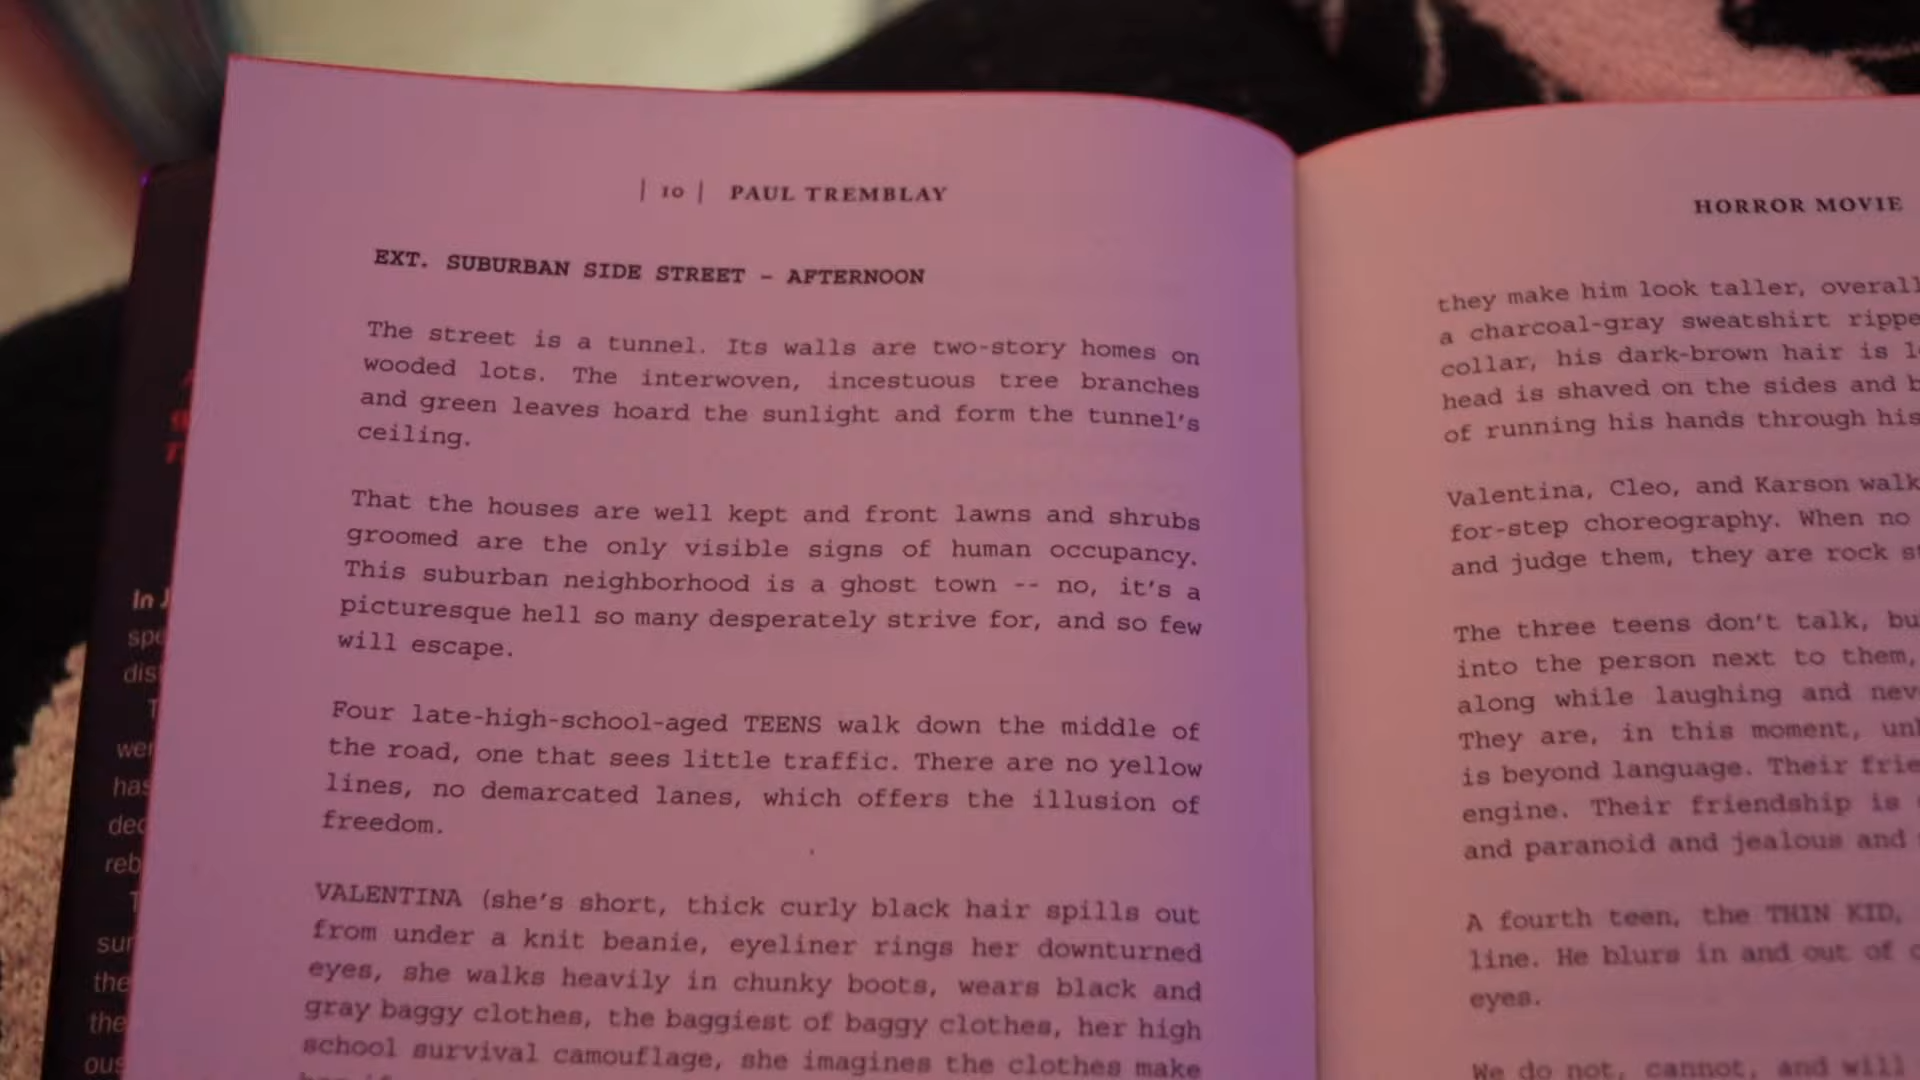 | 10 | PAUL TREMBLAY
EXT. SUBURBAN SIDE STREET – AFTERNOON
The street is a tunnel. Its walls are two-story homes on
wooded lots. The interwoven, incestuous tree branches
and green leaves hoard the sunlight and form the tunnel's
ceiling.
That the houses are well kept and front lawns and shrubs
groomed are the only visible signs of human occupancy.
This suburban neighborhood is a ghost town -- no, it's a
picturesque hell so many desperately strive for, and so few
will escape.
Four late-high-school-aged TEENS walk down the middle of
the road, one that sees little traffic. There are no yellow
lines, no demarcated lanes, which offers the illusion of
freedom.
VALENTINA (she's short, thick curly black hair spills out
from under a knit beanie, eyeliner rings her downturned
eyes, she walks heavily in chunky boots, wears black and
gray baggy clothes, the baggiest of baggy clothes, her high
school survival camouflage, she imagines the clothes make
HORROR MOVIE
they make him look taller, overall
a charcoal-gray sweatshirt rippe
collar, his dark-brown hair is
head is shaved on the sides and
of running his hands through his
Valentina, Cleo, and Karson walk
for-step choreography. When no
and judge them, they are rock
The three teens don't talk,
into the person next to them,
along while laughing and
They are, in this moment,
is beyond language. Their
engine. Their friendship is
and paranoid and jealous and
A fourth teen, the THIN KID,
line. He blurs in and out of
eyes.
We do not, cannot, and will
In
the
the